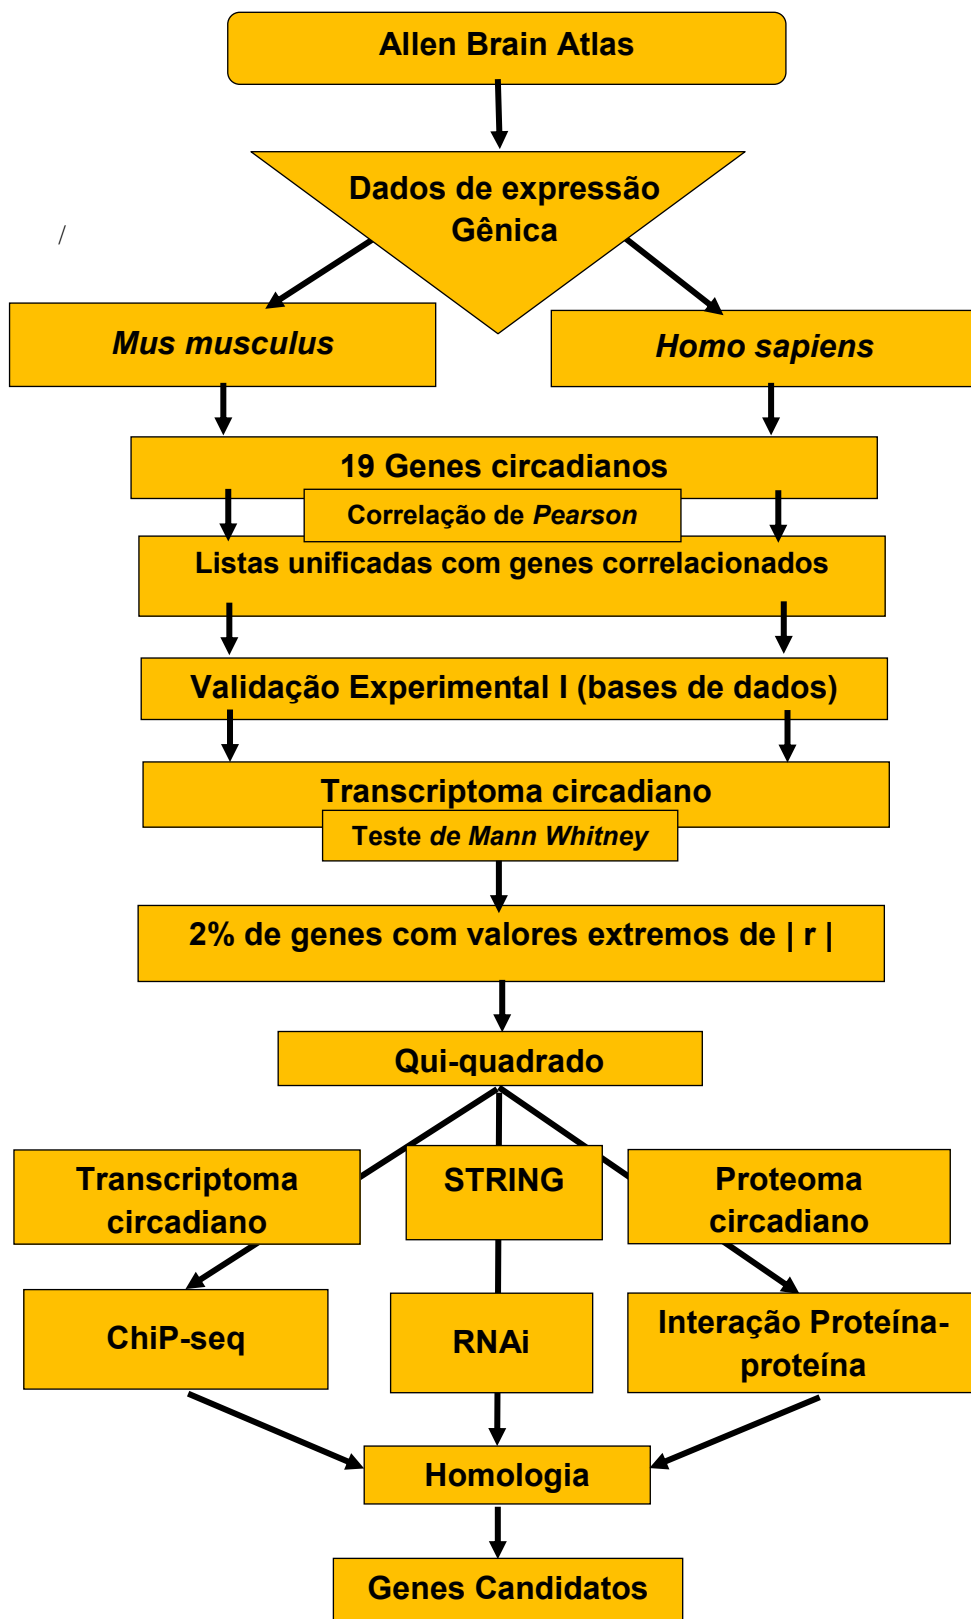 Allen Brain Atlas
Dados de expressão
Gênica
/
Mus musculus
Homo sapiens
19 Genes circadianos
Correlação de Pearson
Listas unificadas com genes correlacionados
Validação Experimental I (bases de dados)
Transcriptoma circadiano
Teste de Mann Whitney
2% de genes com valores extremos de | r |
Qui-quadrado
Transcriptoma
circadiano
STRING
Proteoma
circadiano
ChiP-seq
RNAi
Interação Proteína-
proteína
Homologia
Genes Candidatos